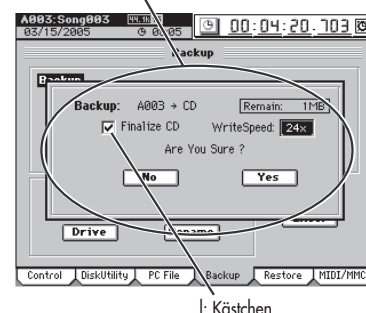 A003:Song003 44.1k
03/15/2005 00:05 00:04:20.703
Backup
Backup
Backup: A003 → CD Remain: 1MB
Finalize CD WriteSpeed: 24x
Are You Sure ?
No Yes
Drive Rename
Control DiskUtility PC File Backup Restore MIDI/MMC
l: Kästchen